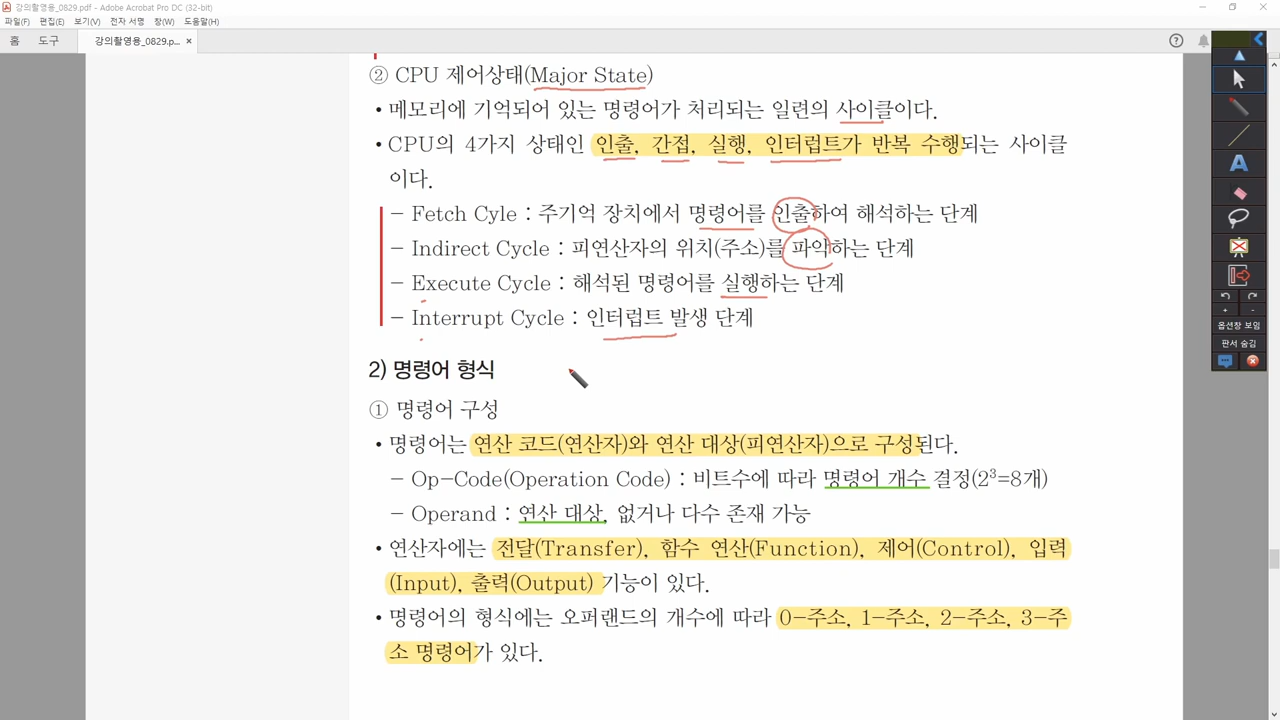 강의촬영용_0829.pdf - Adobe Acrobat Pro DC (32-bit)
파일(F) 편집(E) 보기(V) 전자 서명 창(W) 도움말(H)
홈 도구 강의촬영용_0829.p... ×
② CPU 제어상태(Major State)
• 메모리에 기억되어 있는 명령어가 처리되는 일련의 사이클이다.
• CPU의 4가지 상태인 인출, 간접, 실행, 인터럽트가 반복 수행되는 사이클
이다.
- Fetch Cyle : 주기억 장치에서 명령어를 인출하여 해석하는 단계
- Indirect Cycle : 피연산자의 위치(주소)를 파악하는 단계
- Execute Cycle : 해석된 명령어를 실행하는 단계
- Interrupt Cycle : 인터럽트 발생 단계
2) 명령어 형식
① 명령어 구성
• 명령어는 연산 코드(연산자)와 연산 대상(피연산자)으로 구성된다.
- Op-Code(Operation Code) : 비트수에 따라 명령어 개수 결정(2³=8개)
- Operand : 연산 대상, 없거나 다수 존재 가능
• 연산자에는 전달(Transfer), 함수 연산(Function), 제어(Control), 입력
(Input), 출력(Output) 기능이 있다.
• 명령어의 형식에는 오퍼랜드의 개수에 따라 0-주소, 1-주소, 2-주소, 3-주
소 명령어가 있다.
A
+ -
옵션창 보임
판서 숨김